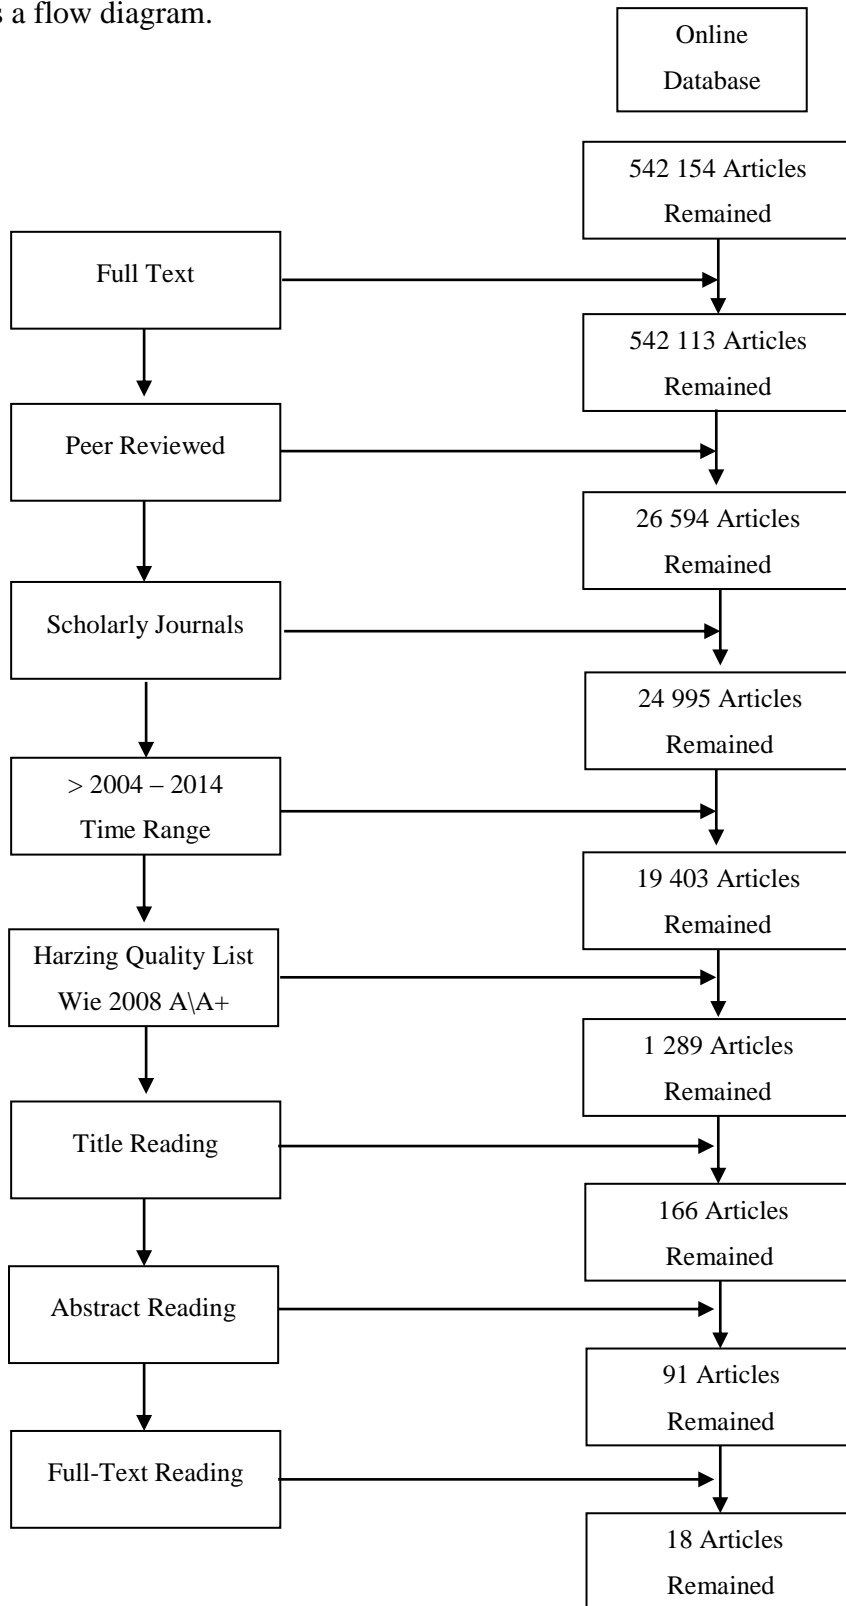 s a flow diagram.
Online
Database
542 154 Articles
Remained
Full Text
542 113 Articles
Remained
Peer Reviewed
26 594 Articles
Remained
Scholarly Journals
24 995 Articles
Remained
> 2004 – 2014
Time Range
19 403 Articles
Remained
Harzing Quality List
Wie 2008 A\A+
1 289 Articles
Remained
Title Reading
166 Articles
Remained
Abstract Reading
91 Articles
Remained
Full-Text Reading
18 Articles
Remained